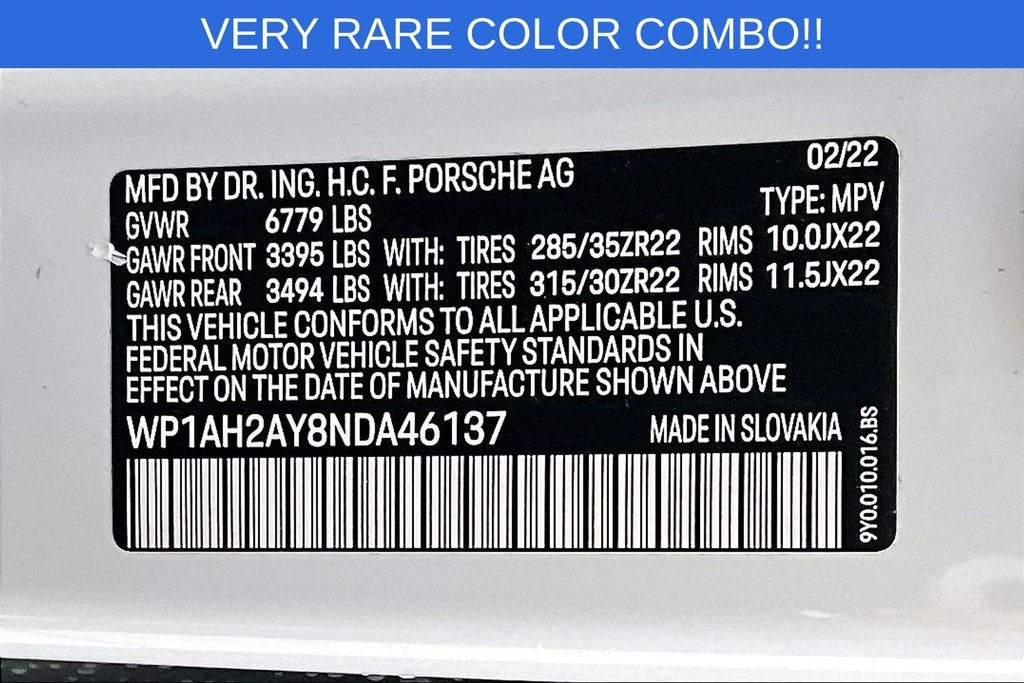 VERY RARE COLOR COMBO!!
MFD BY DR. ING. H.C. F. PORSCHE AG 02/22
GVWR 6779 LBS TYPE: MPV
GAWR FRONT 3395 LBS WITH: TIRES 285/35ZR22 RIMS 10.0JX22
GAWR REAR 3494 LBS WITH: TIRES 315/30ZR22 RIMS 11.5JX22
THIS VEHICLE CONFORMS TO ALL APPLICABLE U.S.
FEDERAL MOTOR VEHICLE SAFETY STANDARDS IN
EFFECT ON THE DATE OF MANUFACTURE SHOWN ABOVE
WP1AH2AY8NDA46137 MADE IN SLOVAKIA
9Y0.010.016.BS